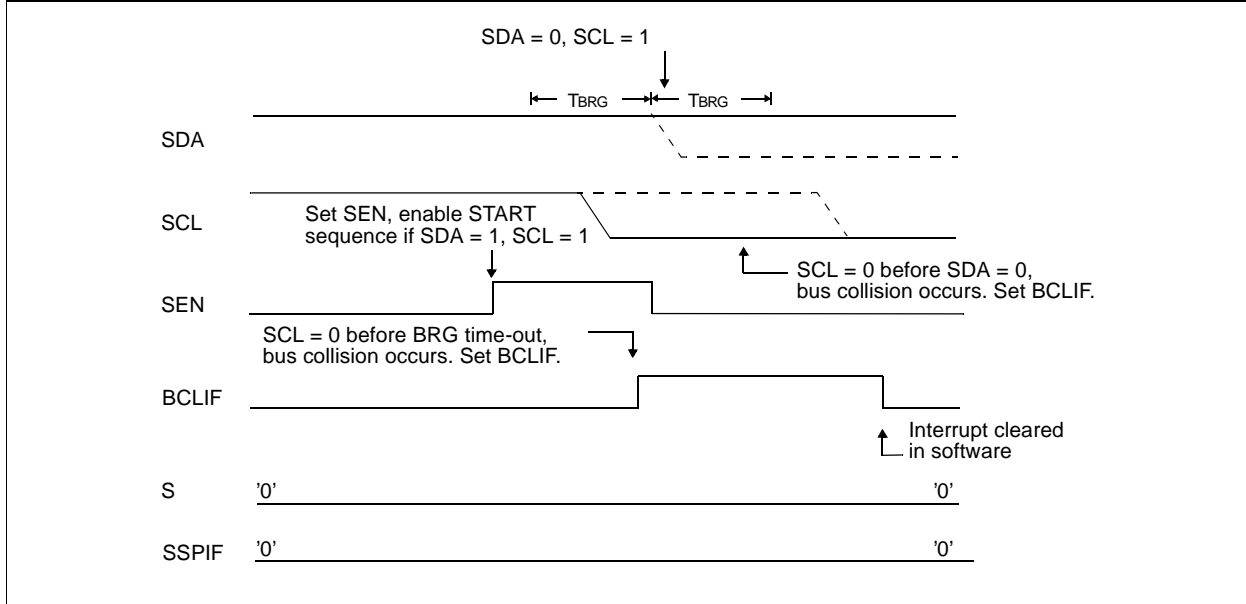 SDA = 0, SCL = 1
TBRG TBRG
SDA
SCL
Set SEN, enable START
sequence if SDA = 1, SCL = 1
SCL = 0 before SDA = 0,
bus collision occurs. Set BCLIF.
SEN
SCL = 0 before BRG time-out,
bus collision occurs. Set BCLIF.
BCLIF
Interrupt cleared
in software
S '0' '0'
SSPIF '0' '0'